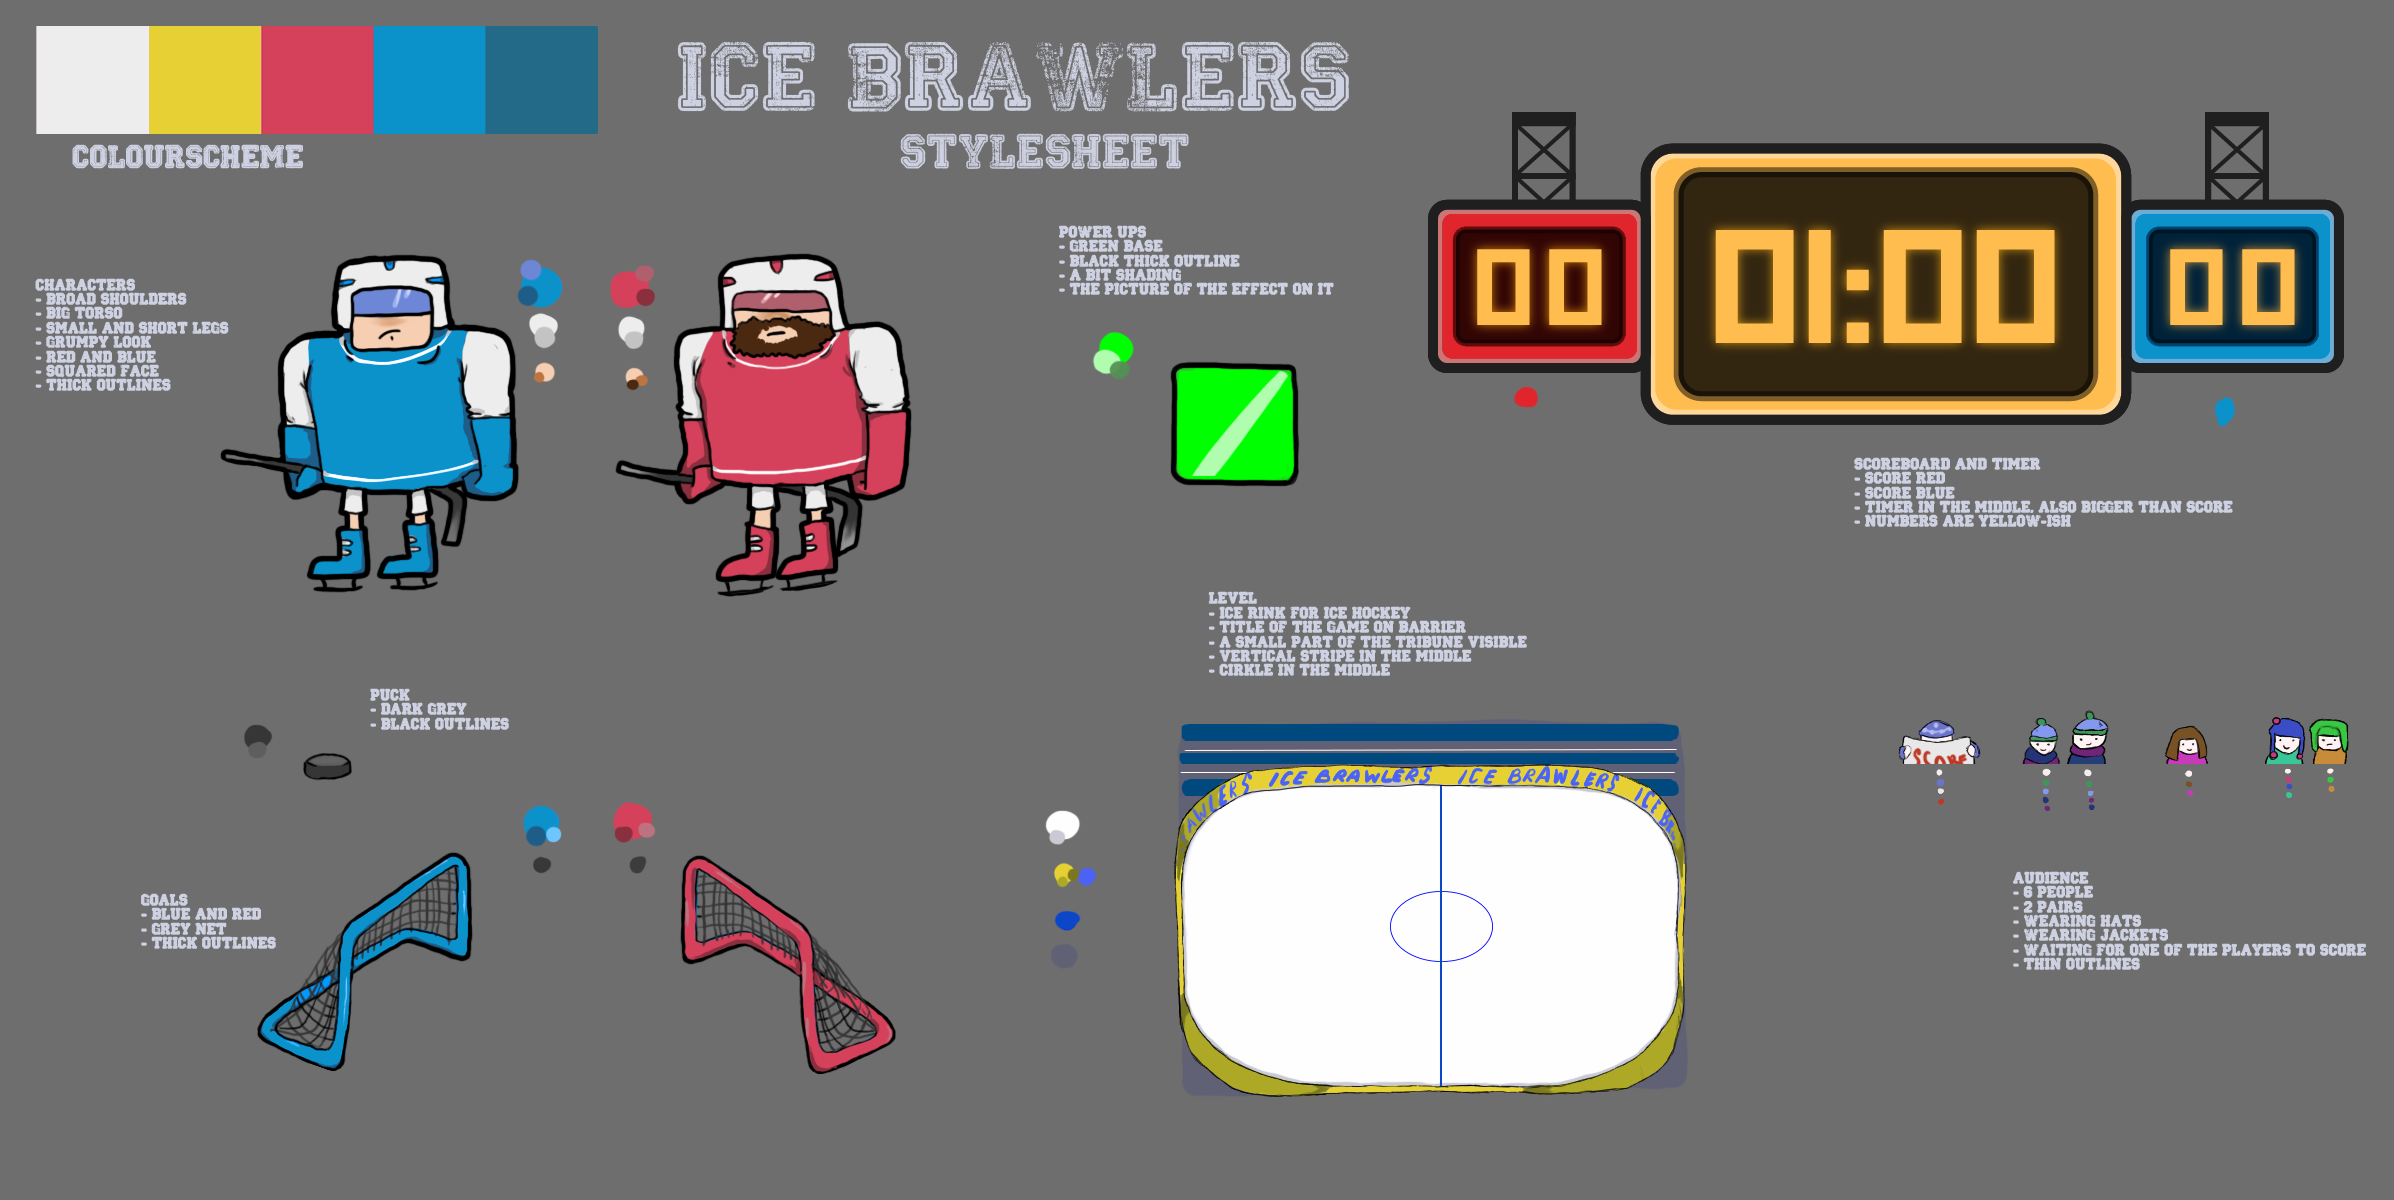 ICE BRAWLERS
STYLESHEET
COLOURSCHEME
CHARACTERS
- BROAD SHOULDERS
- BIG TORSO
- SMALL AND SHORT LEGS
- GRUMPY LOOK
- RED AND BLUE
- SQUARED FACE
- THICK OUTLINES
POWER UPS
- GREEN BASE
- BLACK THICK OUTLINE
- A BIT SHADING
- THE PICTURE OF THE EFFECT ON IT
00
01:00
00
SCOREBOARD AND TIMER
- SCORE RED
- SCORE BLUE
- TIMER IN THE MIDDLE, ALSO BIGGER THAN SCORE
- NUMBERS ARE YELLOW-ISH
LEVEL
- ICE RINK FOR ICE HOCKEY
- TITLE OF THE GAME ON BARRIER
- A SMALL PART OF THE TRIBUNE VISIBLE
- VERTICAL STRIPE IN THE MIDDLE
- CIRKLE IN THE MIDDLE
PUCK
- DARK GREY
- BLACK OUTLINES
AWLERS ICE BRAWLERS ICE BRAWLERS ICE BR
SCORE
GOALS
- BLUE AND RED
- GREY NET
- THICK OUTLINES
AUDIENCE
- 6 PEOPLE
- 2 PAIRS
- WEARING HATS
- WEARING JACKETS
- WAITING FOR ONE OF THE PLAYERS TO SCORE
- THIN OUTLINES